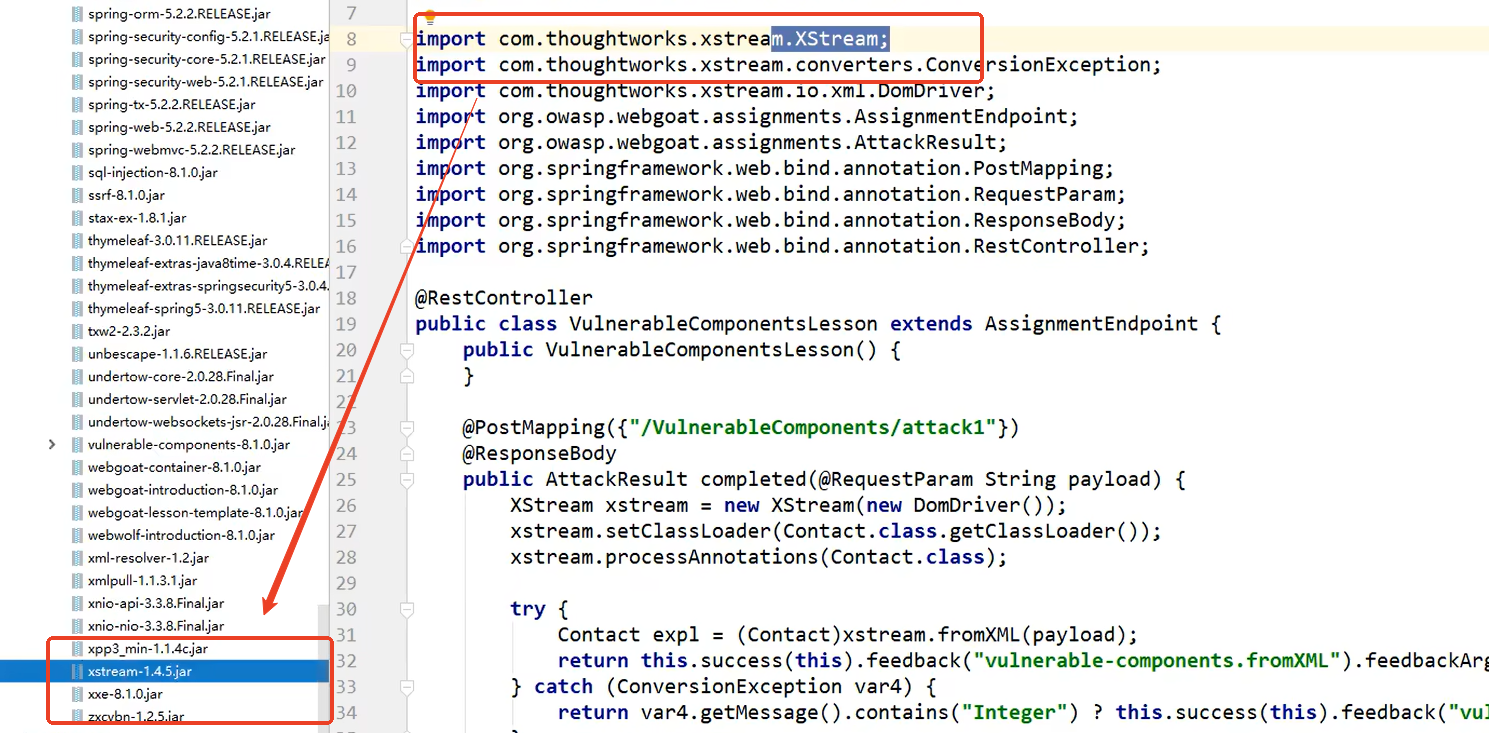 spring-orm-5.2.2.RELEASE.jar
spring-security-config-5.2.1.RELEASE.ja
spring-security-core-5.2.1.RELEASE.jar
spring-security-web-5.2.1.RELEASE.jar
spring-tx-5.2.2.RELEASE.jar
spring-web-5.2.2.RELEASE.jar
spring-webmvc-5.2.2.RELEASE.jar
sql-injection-8.1.0.jar
ssrf-8.1.0.jar
stax-ex-1.8.1.jar
thymeleaf-3.0.11.RELEASE.jar
thymeleaf-extras-java8time-3.0.4.RELEA
thymeleaf-extras-springsecurity5-3.0.4.
thymeleaf-spring5-3.0.11.RELEASE.jar
txw2-2.3.2.jar
unbescape-1.1.6.RELEASE.jar
undertow-core-2.0.28.Final.jar
undertow-servlet-2.0.28.Final.jar
undertow-websockets-jsr-2.0.28.Final.j
vulnerable-components-8.1.0.jar
webgoat-container-8.1.0.jar
webgoat-introduction-8.1.0.jar
webgoat-lesson-template-8.1.0.jar
webwolf-introduction-8.1.0.jar
xml-resolver-1.2.jar
xmlpull-1.1.3.1.jar
xnio-api-3.3.8.Final.jar
xnio-nio-3.3.8.Final.jar
xpp3_min-1.1.4c.jar
xstream-1.4.5.jar
xxe-8.1.0.jar
zxcvbn-1.2.5.jar
7
8 import com.thoughtworks.xstream.XStream;
9 import com.thoughtworks.xstream.converters.ConversionException;
10 import com.thoughtworks.xstream.io.xml.DomDriver;
11 import org.owasp.webgoat.assignments.AssignmentEndpoint;
12 import org.owasp.webgoat.assignments.AttackResult;
13 import org.springframework.web.bind.annotation.PostMapping;
14 import org.springframework.web.bind.annotation.RequestParam;
15 import org.springframework.web.bind.annotation.ResponseBody;
16 import org.springframework.web.bind.annotation.RestController;
17
18 @RestController
19 public class VulnerableComponentsLesson extends AssignmentEndpoint {
20 public VulnerableComponentsLesson() {
21 }
22
23 @PostMapping({"/VulnerableComponents/attack1"})
24 @ResponseBody
25 public AttackResult completed(@RequestParam String payload) {
26 XStream xstream = new XStream(new DomDriver());
27 xstream.setClassLoader(Contact.class.getClassLoader());
28 xstream.processAnnotations(Contact.class);
29
30 try {
31 Contact expl = (Contact)xstream.fromXML(payload);
32 return this.success(this).feedback("vulnerable-components.fromXML").feedbackArg
33 } catch (ConversionException var4) {
34 return var4.getMessage().contains("Integer") ? this.success(this).feedback("vul